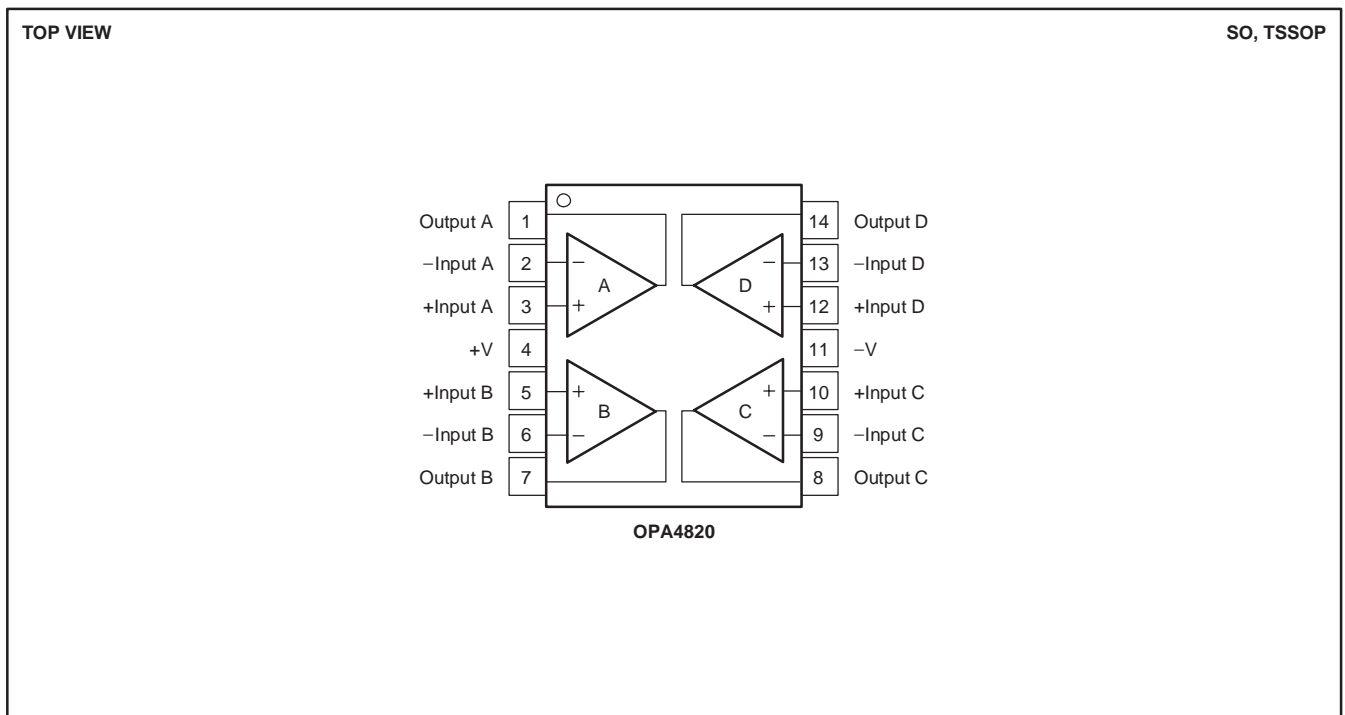 TOP VIEW
SO, TSSOP
Output A 1
−Input A 2
+Input A 3
+V 4
+Input B 5
−Input B 6
Output B 7
14 Output D
13 −Input D
12 +Input D
11 −V
10 +Input C
9 −Input C
8 Output C
−
A
+
−
D
+
+
B
−
+
C
−
OPA4820